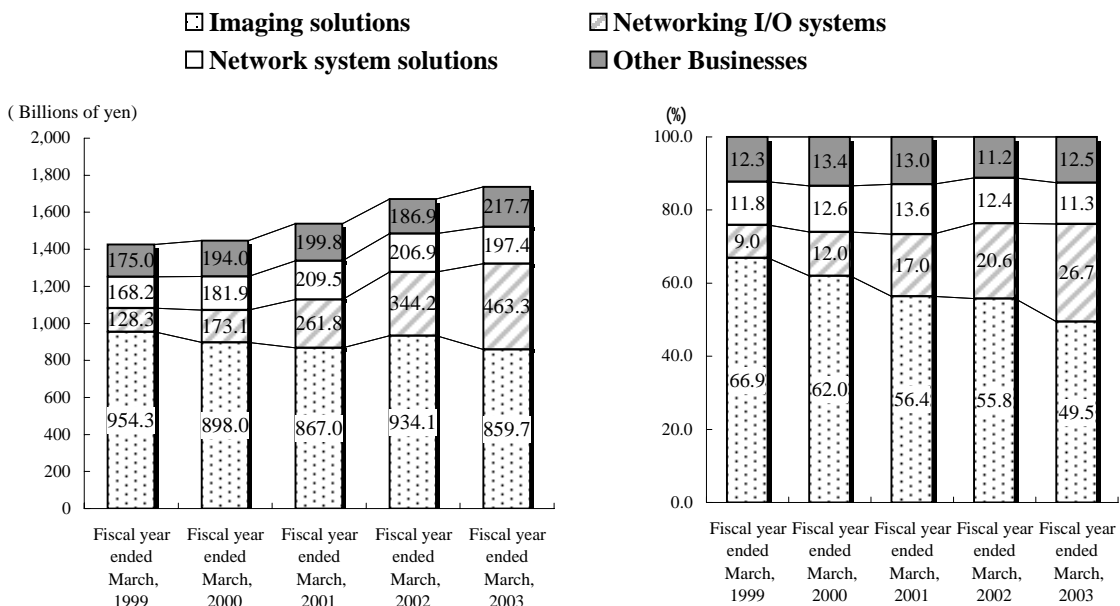 Imaging solutions
Networking I/O systems
Network system solutions
Other Businesses
( Billions of yen)
2,000
1,800
1,600
1,400
1,200
1,000
800
600
400
200
0
175.0
168.2
128.3
954.3
194.0
181.9
173.1
898.0
199.8
209.5
261.8
867.0
186.9
206.9
344.2
934.1
217.7
197.4
463.3
859.7
Fiscal year
ended
March,
1999
Fiscal year
ended
March,
2000
Fiscal year
ended
March,
2001
Fiscal year
ended
March,
2002
Fiscal year
ended
March,
2003
(%)
100.0
80.0
60.0
40.0
20.0
0.0
12.3
11.8
9.0
66.9
13.4
12.6
12.0
62.0
13.0
13.6
17.0
56.4
11.2
12.4
20.6
55.8
12.5
11.3
26.7
49.5
Fiscal year
ended
March,
1999
Fiscal year
ended
March,
2000
Fiscal year
ended
March,
2001
Fiscal year
ended
March,
2002
Fiscal year
ended
March,
2003